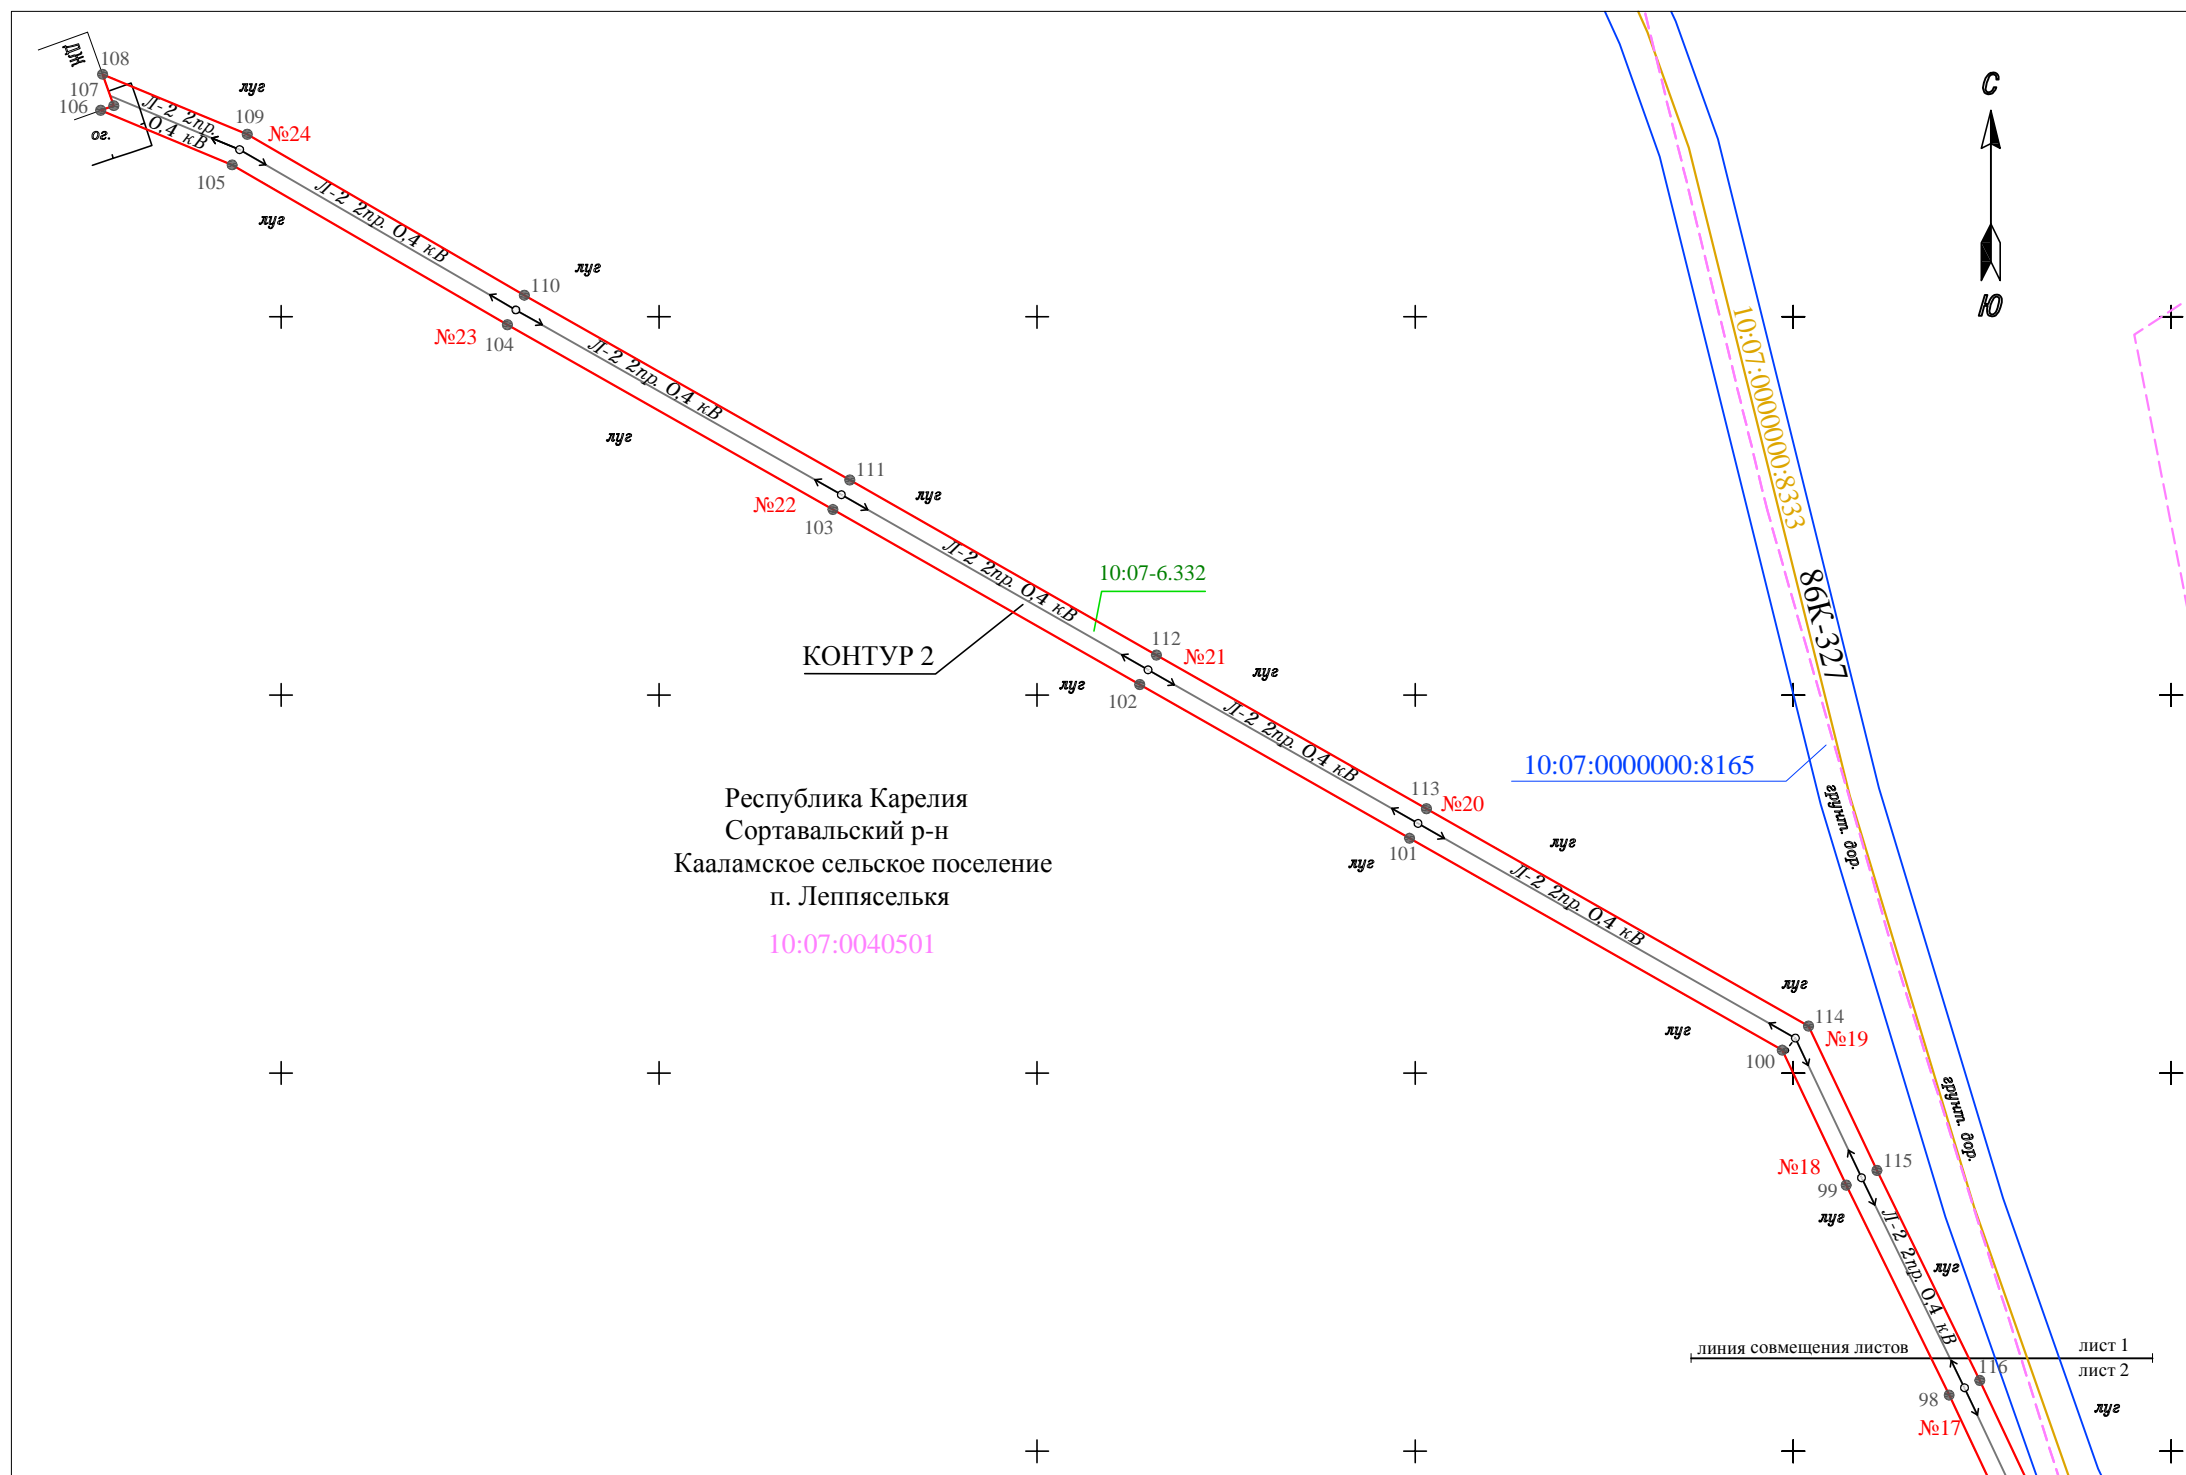 ДЖ
108
107
106
ог.
Л-2 2пр.
0,4 кВ
луг
109
№24
105
луг
С
Ю
Л-2 2пр. 0,4 кВ
луг
110
№23
104
Л-2 2пр. 0,4 кВ
10:07:0000000:8333
луг
111
луг
№22
103
Л-2 2пр. 0,4 кВ
10:07-6.332
86К-327
КОНТУР 2
112
№21
луг
луг
102
Л-2 2пр. 0,4 кВ
10:07:0000000:8165
Республика Карелия
Сортавальский р-н
Кааламское сельское поселение
п. Леппяселькя
10:07:0040501
113
№20
грунт. дор.
луг
101
луг
Л-2 2пр. 0,4 кВ
луг
114
№19
луг
100
грунт. дор.
115
№18
99
луг
Л-2 2пр. 0,4 кВ
луг
линия совмещения листов
лист 1
лист 2
116
98
№17
луг